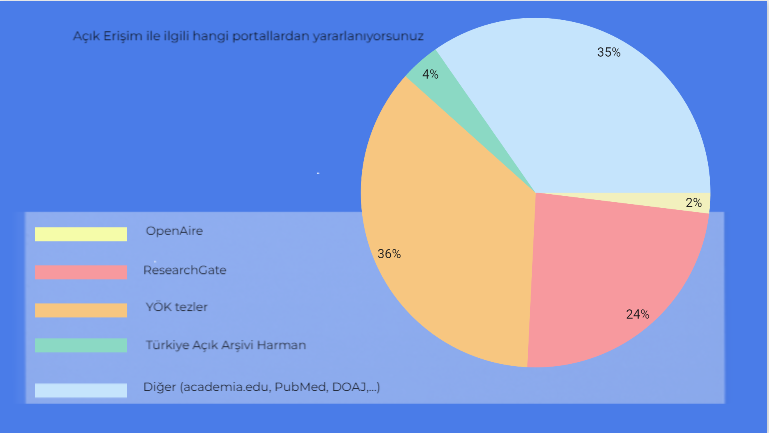 Açık Erişim ile ilgili hangi portallardan yararlanıyorsunuz
35%
4%
2%
36%
24%
OpenAire
ResearchGate
YÖK tezler
Türkiye Açık Arşivi Harman
Diğer (academia.edu, PubMed, DOAJ,...)